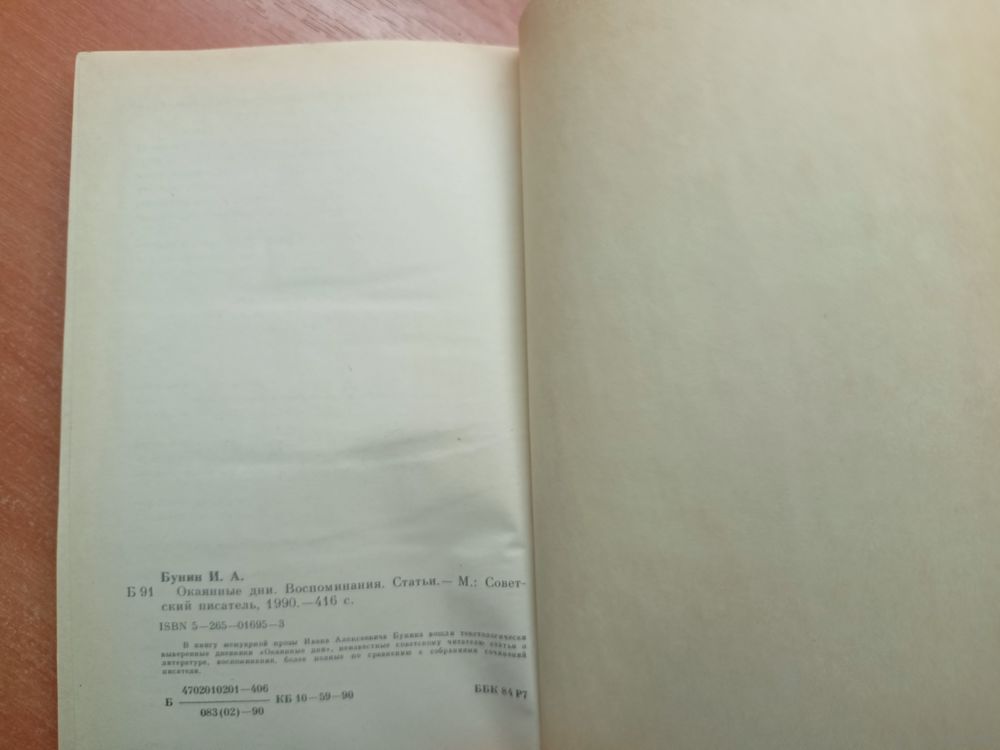 Бунин И. А.
Б 91 Окаянные дни. Воспоминания. Статьи.— М.: Совет-
ский писатель, 1990.—416 с.
ISBN 5—265—01695—3
В книгу мемуарной прозы Ивана Алексеевича Бунина вошли текстологически
выверенные дневники «Окаянные дни», неизвестные советскому читателю статьи о
литературе, воспоминания, более полные по сравнению с собраниями сочинений
писателя.
4702010201—406
Б КБ 10—59—90
083(02)—90
ББК 84 Р7